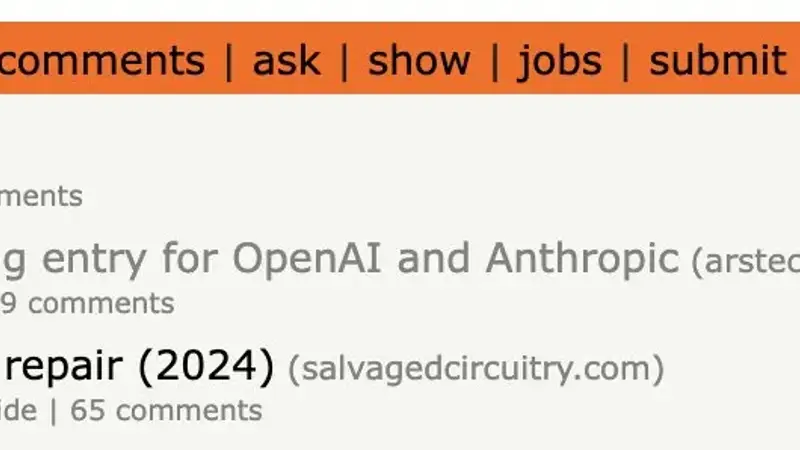 comments | ask | show | jobs | submit
ments
g entry for OpenAI and Anthropic (arstec
9 comments
repair (2024) (salvagedcircuitry.com)
ide | 65 comments